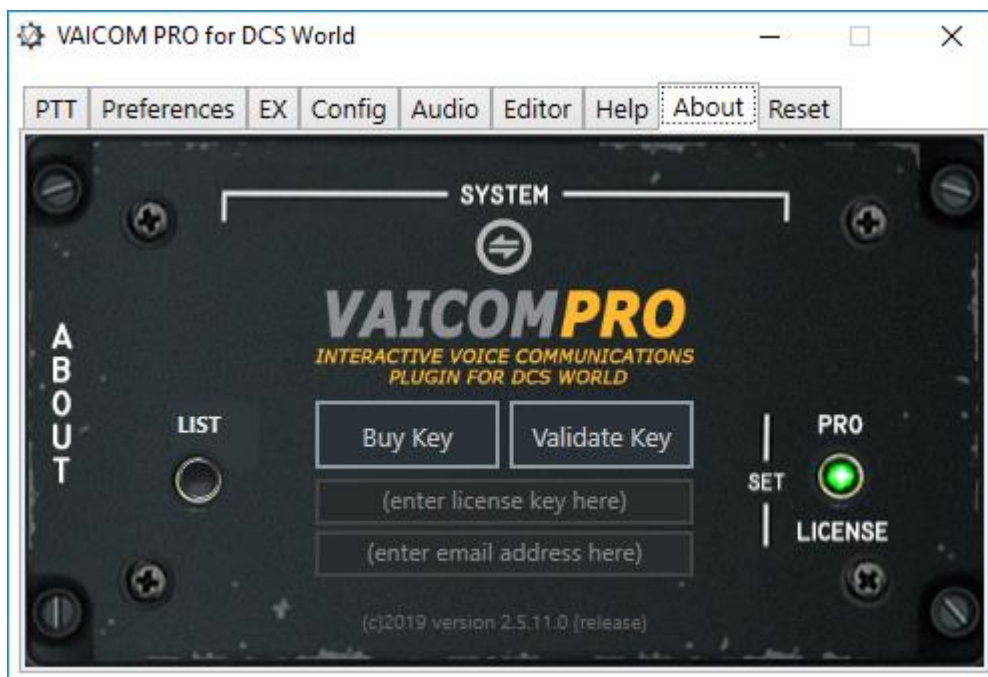 VAICOM PRO for DCS World
PTT Preferences EX Config Audio Editor Help About Reset
SYSTEM
VAICOMPRO
INTERACTIVE VOICE COMMUNICATIONS
PLUGIN FOR DCS WORLD
ABOUT
LIST
Buy Key Validate Key
(enter license key here)
(enter email address here)
PRO
SET
LICENSE
(c)2019 version 2.5.11.0 (release)